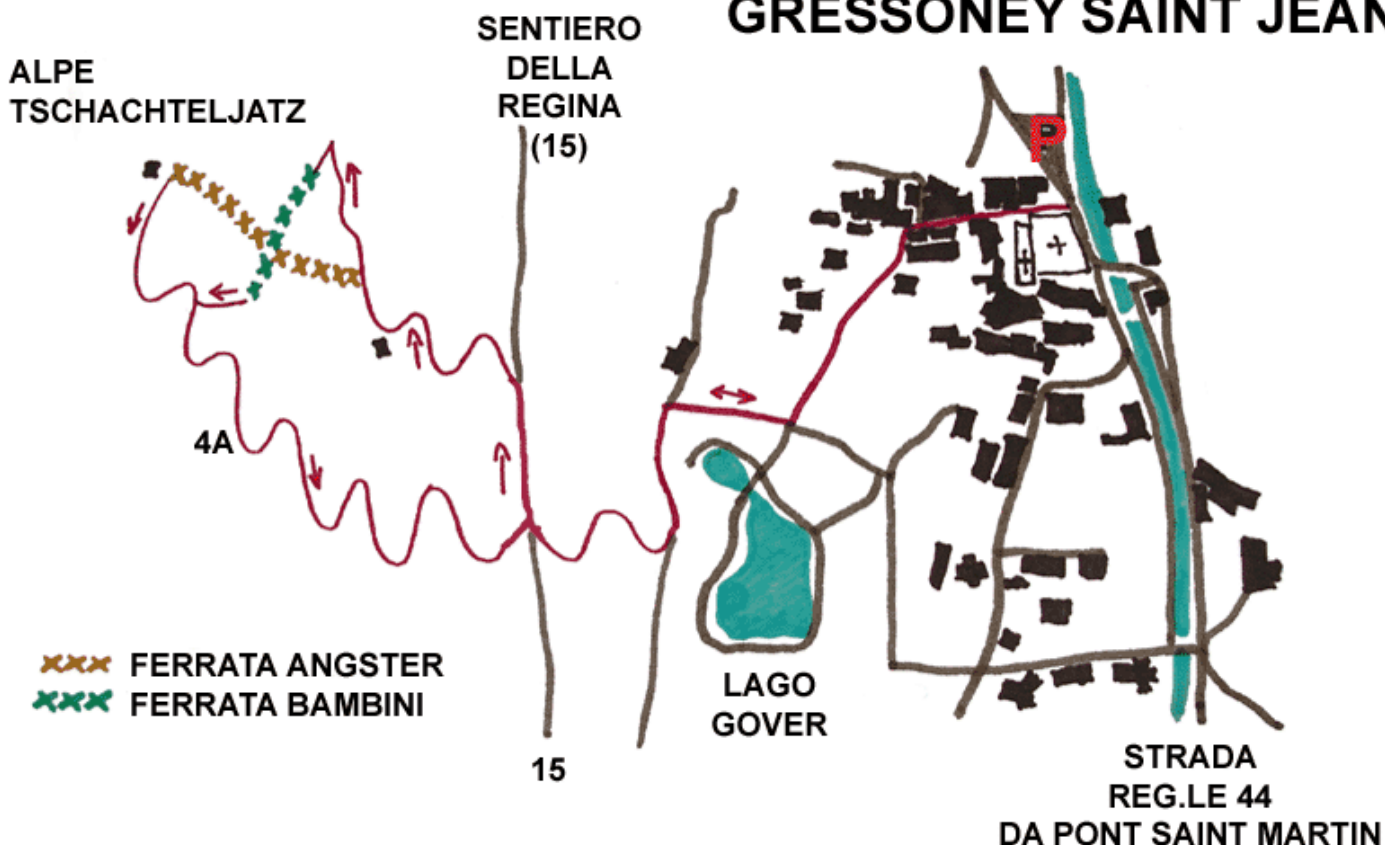 GRESSONEY SAINT JEAN
SENTIERO
DELLA
REGINA
(15)
ALPE
TSCHACHTELJATZ
P
4A
FERRATA ANGSTER
FERRATA BAMBINI
LAGO
GOVER
15
STRADA
REG.LE 44
DA PONT SAINT MARTIN